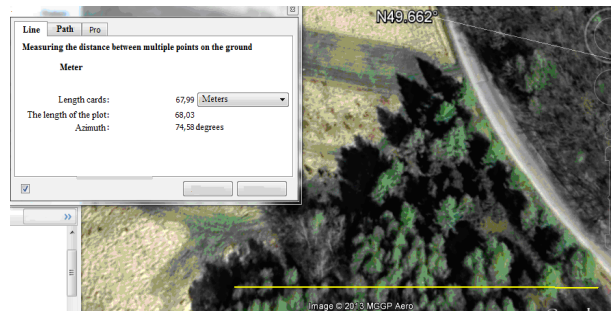 Line Path Pro
Measuring the distance between multiple points on the ground
Meter
Length cards: 67,99 Meters
The length of the plot: 68,03
Azimuth: 74,58 degrees
N49.662°
Image © 2013 MGGP Aero